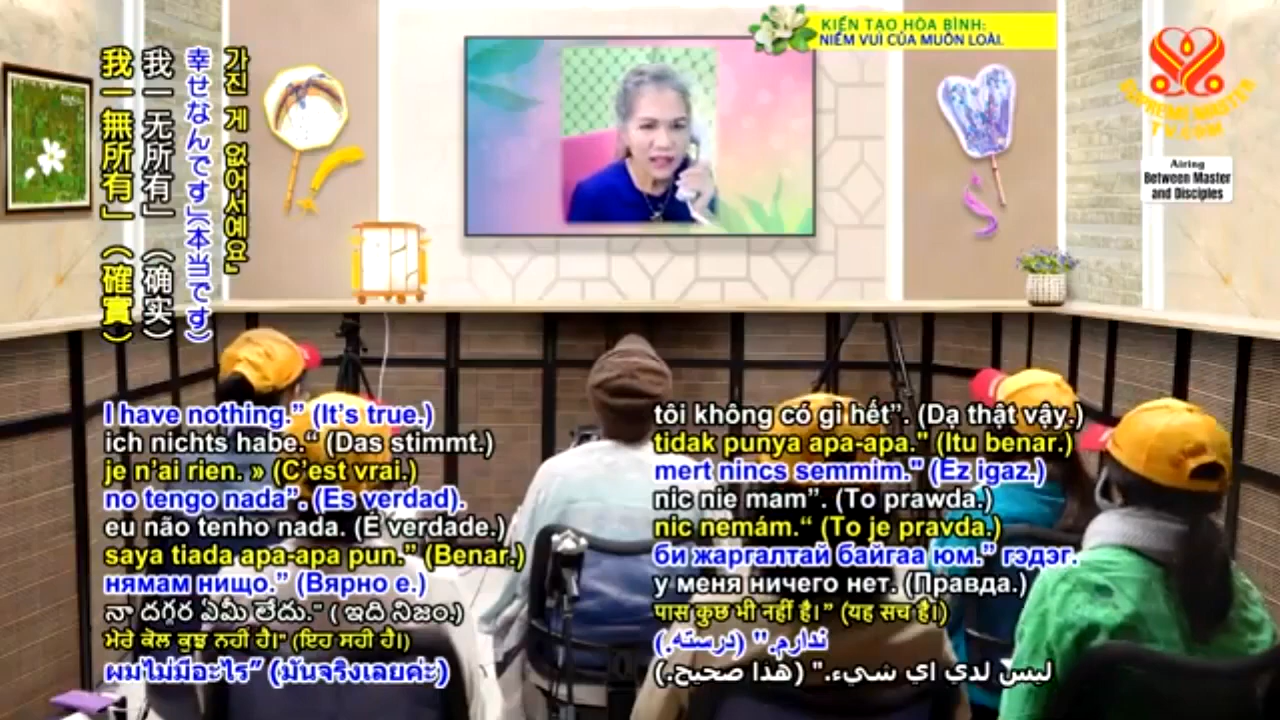 KIẾN TẠO HÒA BÌNH:
NIỀM VUI CỦA MUÔN LOÀI.
SUPREME MASTER
TV.COM
Airing
Between Master
and Disciples
我一無所有」（確實）
我一无所有」（确实）
幸せなんです」（本当です）
가진 게 없어서예요」
I have nothing.” (It’s true.)
ich nichts habe.“ (Das stimmt.)
je n’ai rien. » (C’est vrai.)
no tengo nada”. (Es verdad).
eu não tenho nada. (É verdade.)
saya tiada apa-apa pun.” (Benar.)
нямам нищо.” (Вярно е.)
నా దగ్గర ఏమీ లేదు." ( ఇది నిజం.)
ਮੇਰੇ ਕੋਲ ਕੁਝ ਨਹੀਂ ਹੈ।" (ਇਹ ਸਹੀ ਹੈ।)
ผมไม่มีอะไร” (มันจริงเลยค่ะ)
tôi không có gì hết”. (Dạ thật vậy.)
tidak punya apa-apa." (Itu benar.)
mert nincs semmim." (Ez igaz.)
nic nie mam”. (To prawda.)
nic nemám.“ (To je pravda.)
би жаргалтай байгаа юм.” гэдэг.
у меня ничего нет. (Правда.)
पास कुछ भी नहीं है।” (यह सच है।)
ندارم." (درسته.)
ليس لدي اي شيء." (هذا صحيح.)